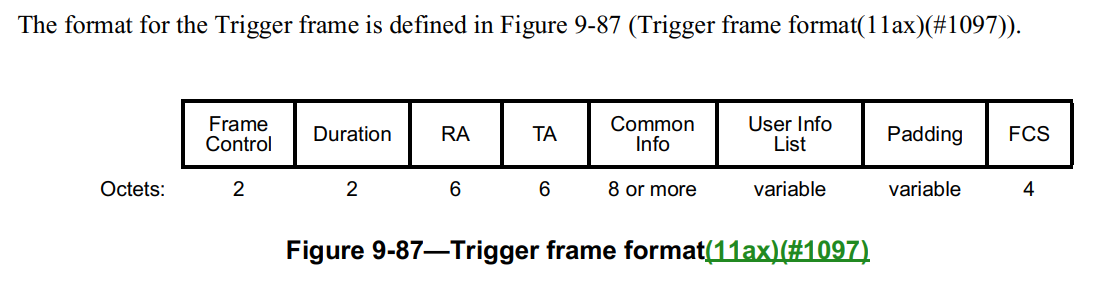 The format for the Trigger frame is defined in Figure 9-87 (Trigger frame format(11ax)(#1097)).
Frame Control Duration RA TA Common Info User Info List Padding FCS
Octets: 2 2 6 6 8 or more variable variable 4
Figure 9-87—Trigger frame format(11ax)(#1097)